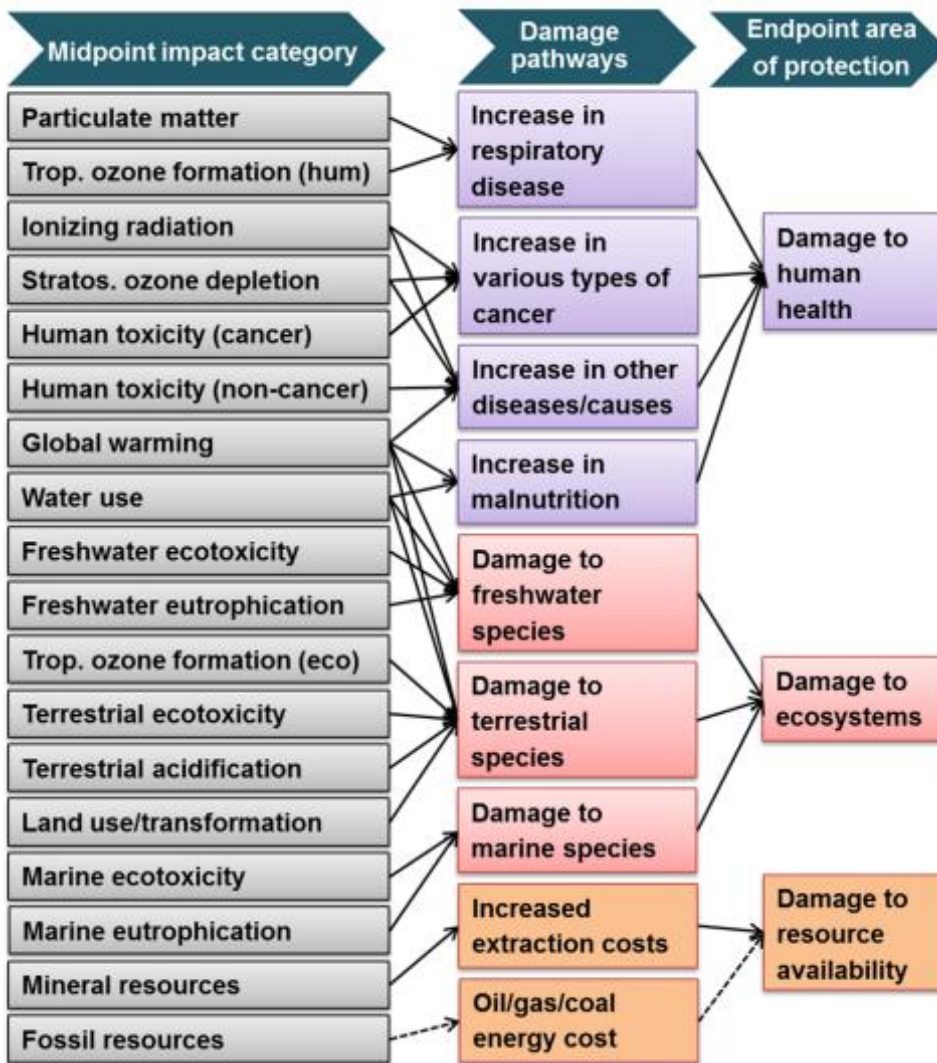 Midpoint impact category
Damage
pathways
Endpoint area
of protection
Particulate matter
Trop. ozone formation (hum)
Ionizing radiation
Stratos. ozone depletion
Human toxicity (cancer)
Human toxicity (non-cancer)
Global warming
Water use
Freshwater ecotoxicity
Freshwater eutrophication
Trop. ozone formation (eco)
Terrestrial ecotoxicity
Terrestrial acidification
Land use/transformation
Marine ecotoxicity
Marine eutrophication
Mineral resources
Fossil resources
Increase in
respiratory
disease
Increase in
various types of
cancer
Increase in other
diseases/causes
Increase in
malnutrition
Damage to
freshwater
species
Damage to
terrestrial
species
Damage to
marine species
Increased
extraction costs
Oil/gas/coal
energy cost
Damage to
human
health
Damage to
ecosystems
Damage to
resource
availability